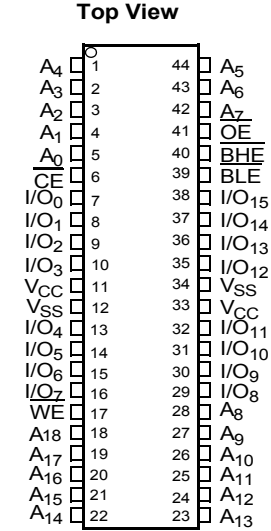 Top View
A4 1 44 A5
A3 2 43 A6
A2 3 42 A7
A1 4 41 OE
A0 5 40 BHE
CE 6 39 BLE
I/O0 7 38 I/O15
I/O1 8 37 I/O14
I/O2 9 36 I/O13
I/O3 10 35 I/O12
VCC 11 34 VSS
VSS 12 33 VCC
I/O4 13 32 I/O11
I/O5 14 31 I/O10
I/O6 15 30 I/O9
I/O7 16 29 I/O8
WE 17 28 A8
A18 18 27 A9
A17 19 26 A10
A16 20 25 A11
A15 21 24 A12
A14 22 23 A13